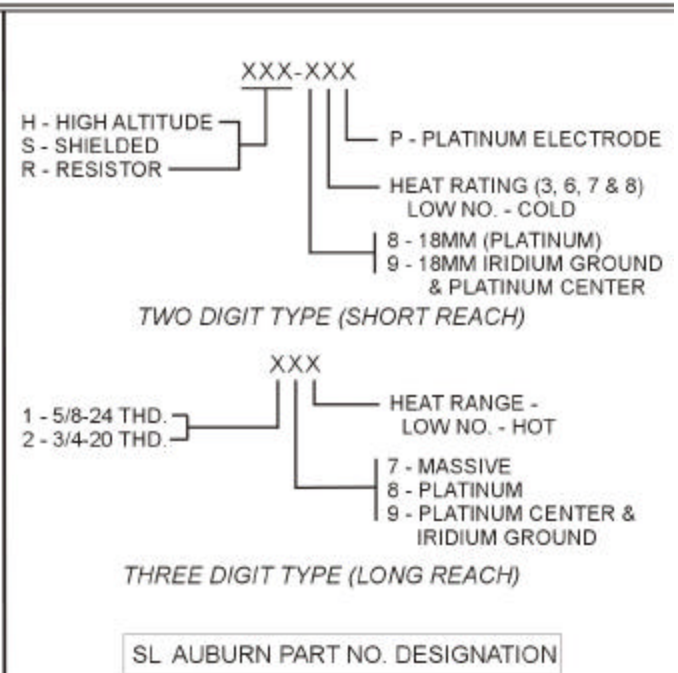 XXX-XXX
H - HIGH ALTITUDE
S - SHIELDED
R - RESISTOR
P - PLATINUM ELECTRODE
HEAT RATING (3, 6, 7 & 8)
LOW NO. - COLD
8 - 18MM (PLATINUM)
9 - 18MM IRIDIUM GROUND
& PLATINUM CENTER
TWO DIGIT TYPE (SHORT REACH)
XXX
1 - 5/8-24 THD.
2 - 3/4-20 THD.
HEAT RANGE -
LOW NO. - HOT
7 - MASSIVE
8 - PLATINUM
9 - PLATINUM CENTER &
IRIDIUM GROUND
THREE DIGIT TYPE (LONG REACH)
SL AUBURN PART NO. DESIGNATION